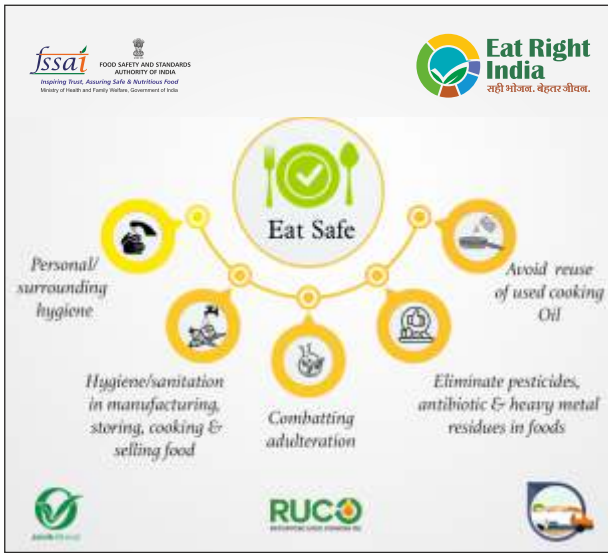 fssai
FOOD SAFETY AND STANDARDS
AUTHORITY OF INDIA
Inspiring Trust, Assuring Safe & Nutritious Food
Ministry of Health and Family Welfare, Government of India
Eat Right
India
सही भोजन. बेहतर जीवन.
Eat Safe
Personal/
surrounding
hygiene
Hygiene/sanitation
in manufacturing,
storing, cooking &
selling food
Combatting
adulteration
Eliminate pesticides,
antibiotic & heavy metal
residues in foods
Avoid reuse
of used cooking
Oil
RUCO